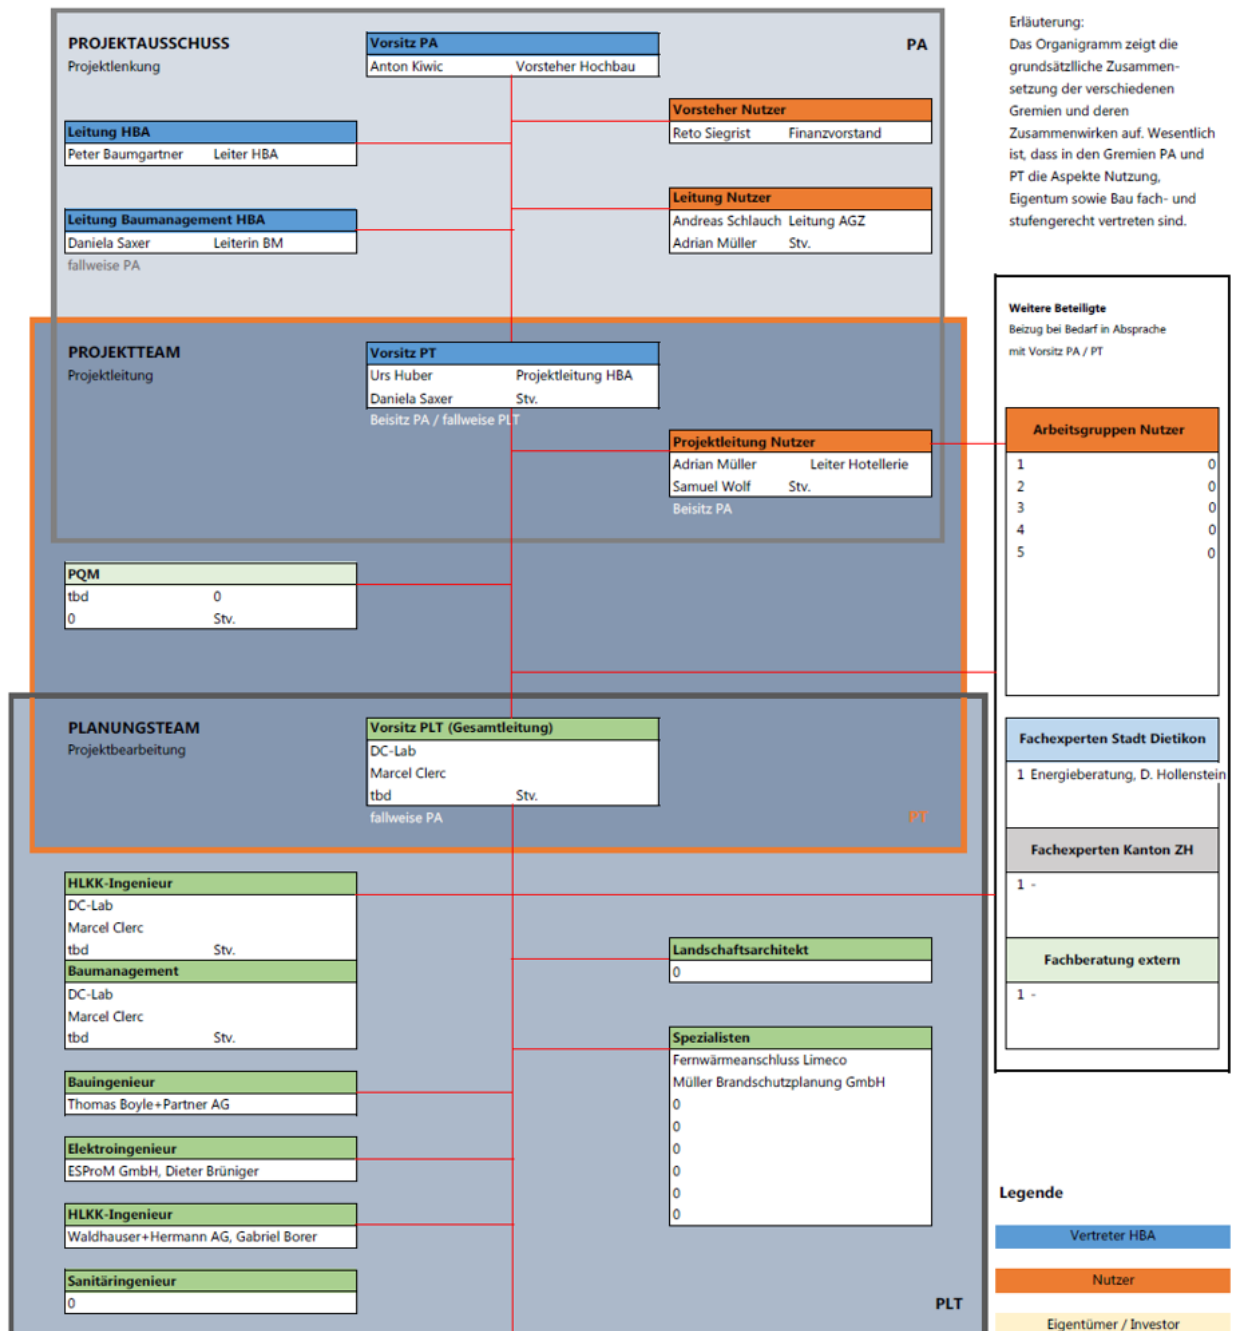 PROJEKTAUSSCHUSS
Projektlenkung
PA
Vorsitz PA
Anton Kiwic Vorsteher Hochbau
Vorsteher Nutzer
Reto Siegrist Finanzvorstand
Leitung HBA
Peter Baumgartner Leiter HBA
Leitung Nutzer
Andreas Schlauch Leitung AGZ
Adrian Müller Stv.
Leitung Baumanagement HBA
Daniela Saxer Leiterin BM
fallweise PA
Erläuterung:
Das Organigramm zeigt die
grundsätzlliche Zusammen-
setzung der verschiedenen
Gremien und deren
Zusammenwirken auf. Wesentlich
ist, dass in den Gremien PA und
PT die Aspekte Nutzung,
Eigentum sowie Bau fach- und
stufengerecht vertreten sind.
PROJEKTTEAM
Projektleitung
Vorsitz PT
Urs Huber Projektleitung HBA
Daniela Saxer Stv.
Beisitz PA / fallweise PLT
Projektleitung Nutzer
Adrian Müller Leiter Hotellerie
Samuel Wolf Stv.
Beisitz PA
PQM
tbd 0
0 Stv.
Weitere Beteiligte
Beizug bei Bedarf in Absprache
mit Vorsitz PA / PT
Arbeitsgruppen Nutzer
1 0
2 0
3 0
4 0
5 0
Fachexperten Stadt Dietikon
1 Energieberatung, D. Hollenstein
Fachexperten Kanton ZH
1 -
Fachberatung extern
1 -
PLANUNGSTEAM
Projektbearbeitung
Vorsitz PLT (Gesamtleitung)
DC-Lab
Marcel Clerc
tbd Stv.
fallweise PA
PT
HLKK-Ingenieur
DC-Lab
Marcel Clerc
tbd Stv.
Baumanagement
DC-Lab
Marcel Clerc
tbd Stv.
Landschaftsarchitekt
0
Bauingenieur
Thomas Boyle+Partner AG
Elektroingenieur
ESProM GmbH, Dieter Brüniger
HLKK-Ingenieur
Waldhauser+Hermann AG, Gabriel Borer
Sanitäringenieur
0
Spezialisten
Fernwärmeanschluss Limeco
Müller Brandschutzplanung GmbH
0
0
0
0
0
0
PLT
Legende
Vertreter HBA
Nutzer
Eigentümer / Investor